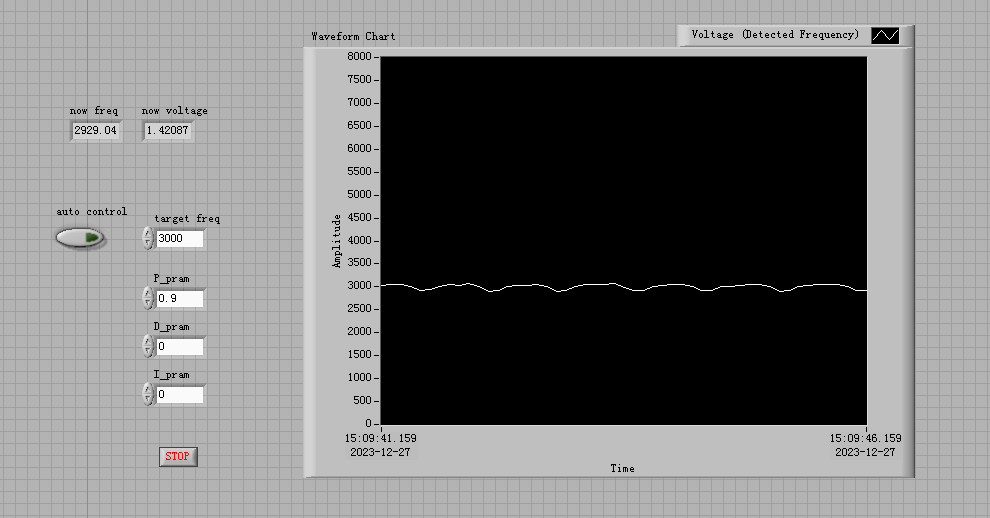 Waveform Chart
Voltage (Detected Frequency)
now freq
now voltage
2929.04
1.42087
auto control
target freq
3000
P_pram
0.9
D_pram
0
I_pram
0
STOP
Amplitude
8000
7500
7000
6500
6000
5500
5000
4500
4000
3500
3000
2500
2000
1500
1000
500
0
15:09:41.159
2023-12-27
15:09:46.159
2023-12-27
Time